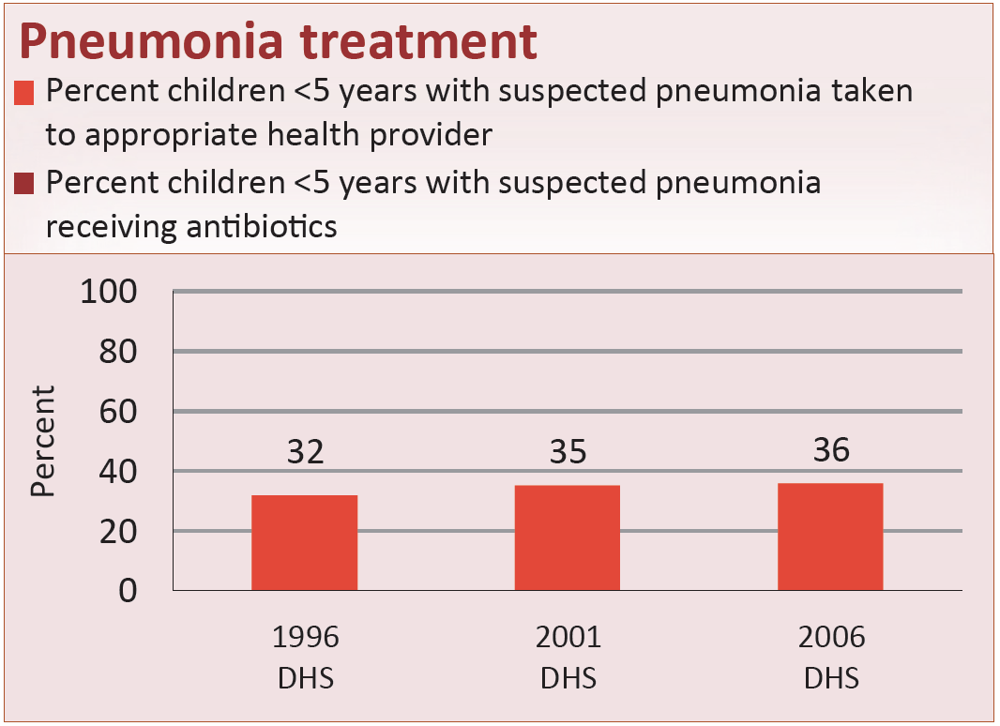 Pneumonia treatment
Percent children <5 years with suspected pneumonia taken
to appropriate health provider
Percent children <5 years with suspected pneumonia
receiving antibiotics
Percent
100
80
60
40
20
0
32
35
36
1996
DHS
2001
DHS
2006
DHS